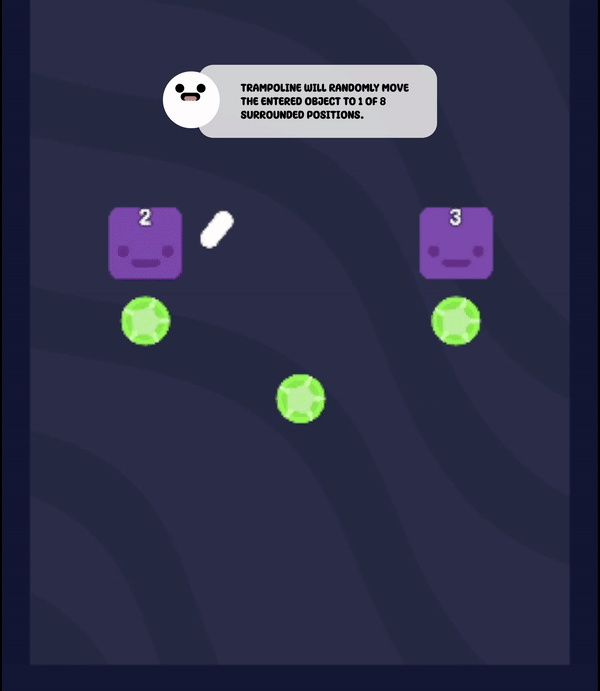 TRAMPOLINE WILL RANDOMLY MOVE
THE ENTERED OBJECT TO 1 OF 8
SURROUNDED POSITIONS.
2
3